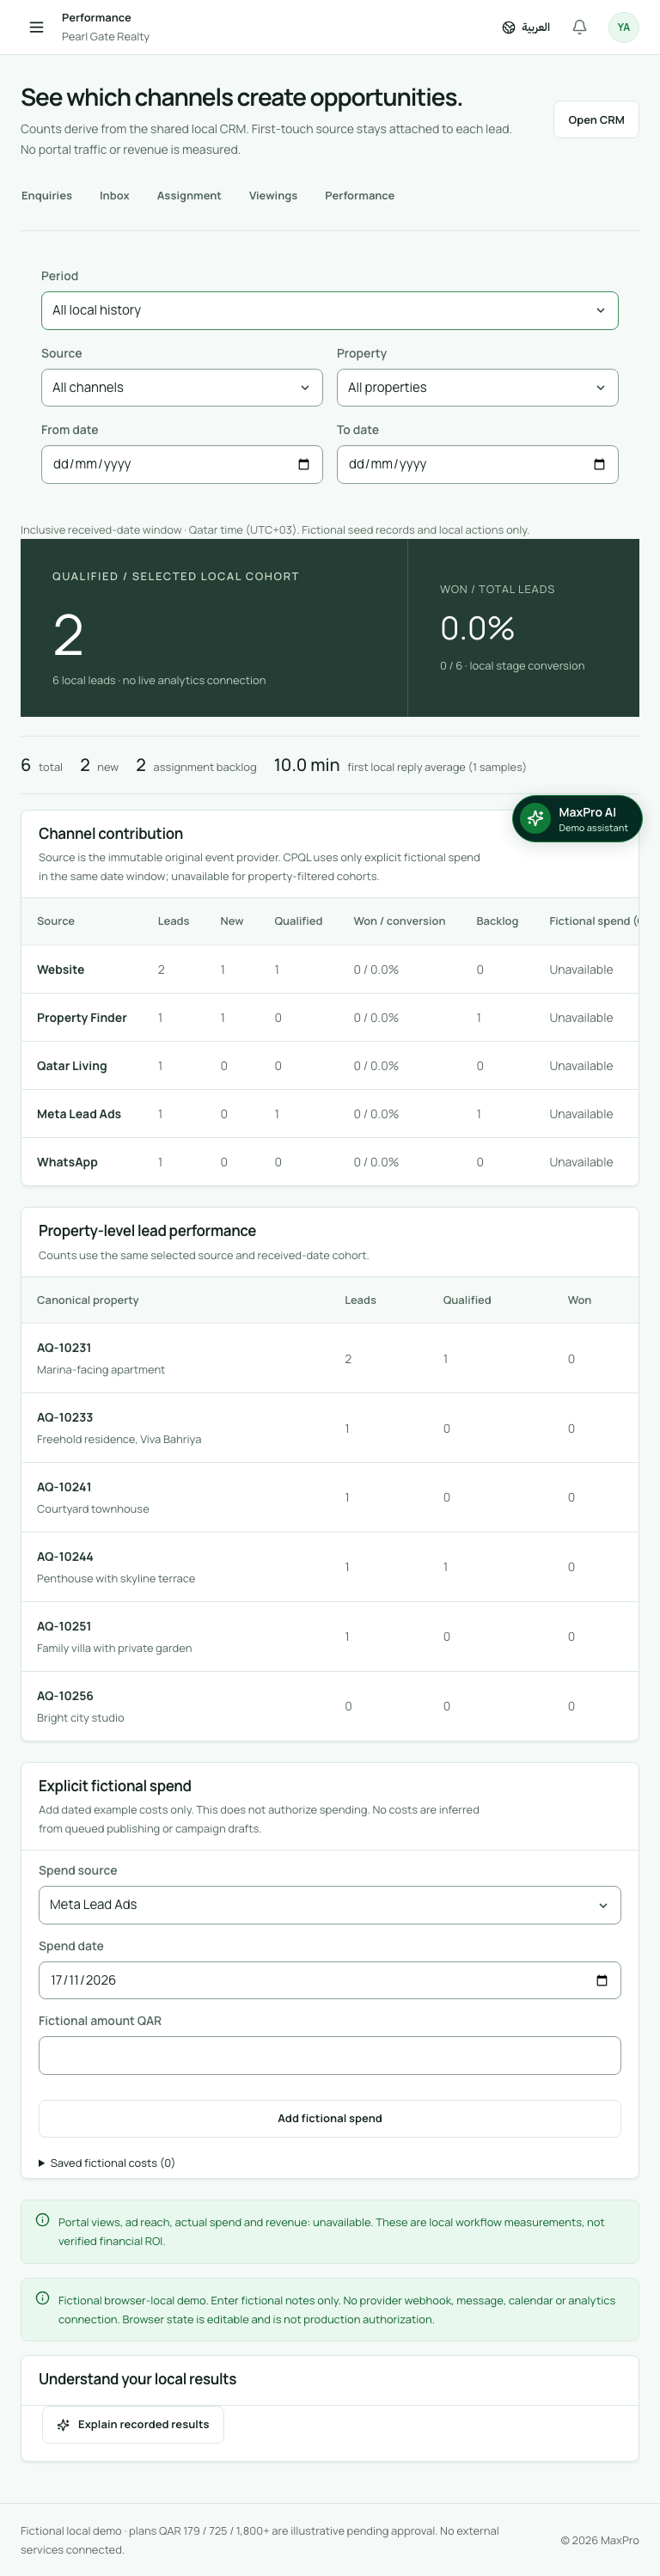 Performance
Pearl Gate Realty
العربية
YA
See which channels create opportunities.
Counts derive from the shared local CRM. First-touch source stays attached to each lead.
No portal traffic or revenue is measured.
Open CRM
Enquiries Inbox Assignment Viewings Performance
Period
All local history
Source Property
All channels All properties
From date To date
dd/mm/yyyy dd/mm/yyyy
Inclusive received-date window · Qatar time (UTC+03). Fictional seed records and local actions only.
QUALIFIED / SELECTED LOCAL COHORT
2
6 local leads · no live analytics connection
WON / TOTAL LEADS
0.0%
0 / 6 · local stage conversion
6 total 2 new 2 assignment backlog 10.0 min first local reply average (1 samples)
MaxPro AI
Demo assistant
Channel contribution
Source is the immutable original event provider. CPQL uses only explicit fictional spend
in the same date window; unavailable for property-filtered cohorts.
Source Leads New Qualified Won / conversion Backlog Fictional spend
Website 2 1 1 0 / 0.0% 0 Unavailable
Property Finder 1 1 0 0 / 0.0% 1 Unavailable
Qatar Living 1 0 0 0 / 0.0% 0 Unavailable
Meta Lead Ads 1 0 1 0 / 0.0% 1 Unavailable
WhatsApp 1 0 0 0 / 0.0% 0 Unavailable
Property-level lead performance
Counts use the same selected source and received-date cohort.
Canonical property Leads Qualified Won
AQ-10231
Marina-facing apartment
2 1 0
AQ-10233
Freehold residence, Viva Bahriya
1 0 0
AQ-10241
Courtyard townhouse
1 0 0
AQ-10244
Penthouse with skyline terrace
1 1 0
AQ-10251
Family villa with private garden
1 0 0
AQ-10256
Bright city studio
0 0 0
Explicit fictional spend
Add dated example costs only. This does not authorize spending. No costs are inferred
from queued publishing or campaign drafts.
Spend source
Meta Lead Ads
Spend date
17/11/2026
Fictional amount QAR
Add fictional spend
Saved fictional costs (0)
Portal views, ad reach, actual spend and revenue: unavailable. These are local workflow measurements, not
verified financial ROI.
Fictional browser-local demo. Enter fictional notes only. No provider webhook, message, calendar or analytics
connection. Browser state is editable and is not production authorization.
Understand your local results
Explain recorded results
Fictional local demo · plans QAR 179 / 725 / 1,800+ are illustrative pending approval. No external
services connected.
© 2026 MaxPro